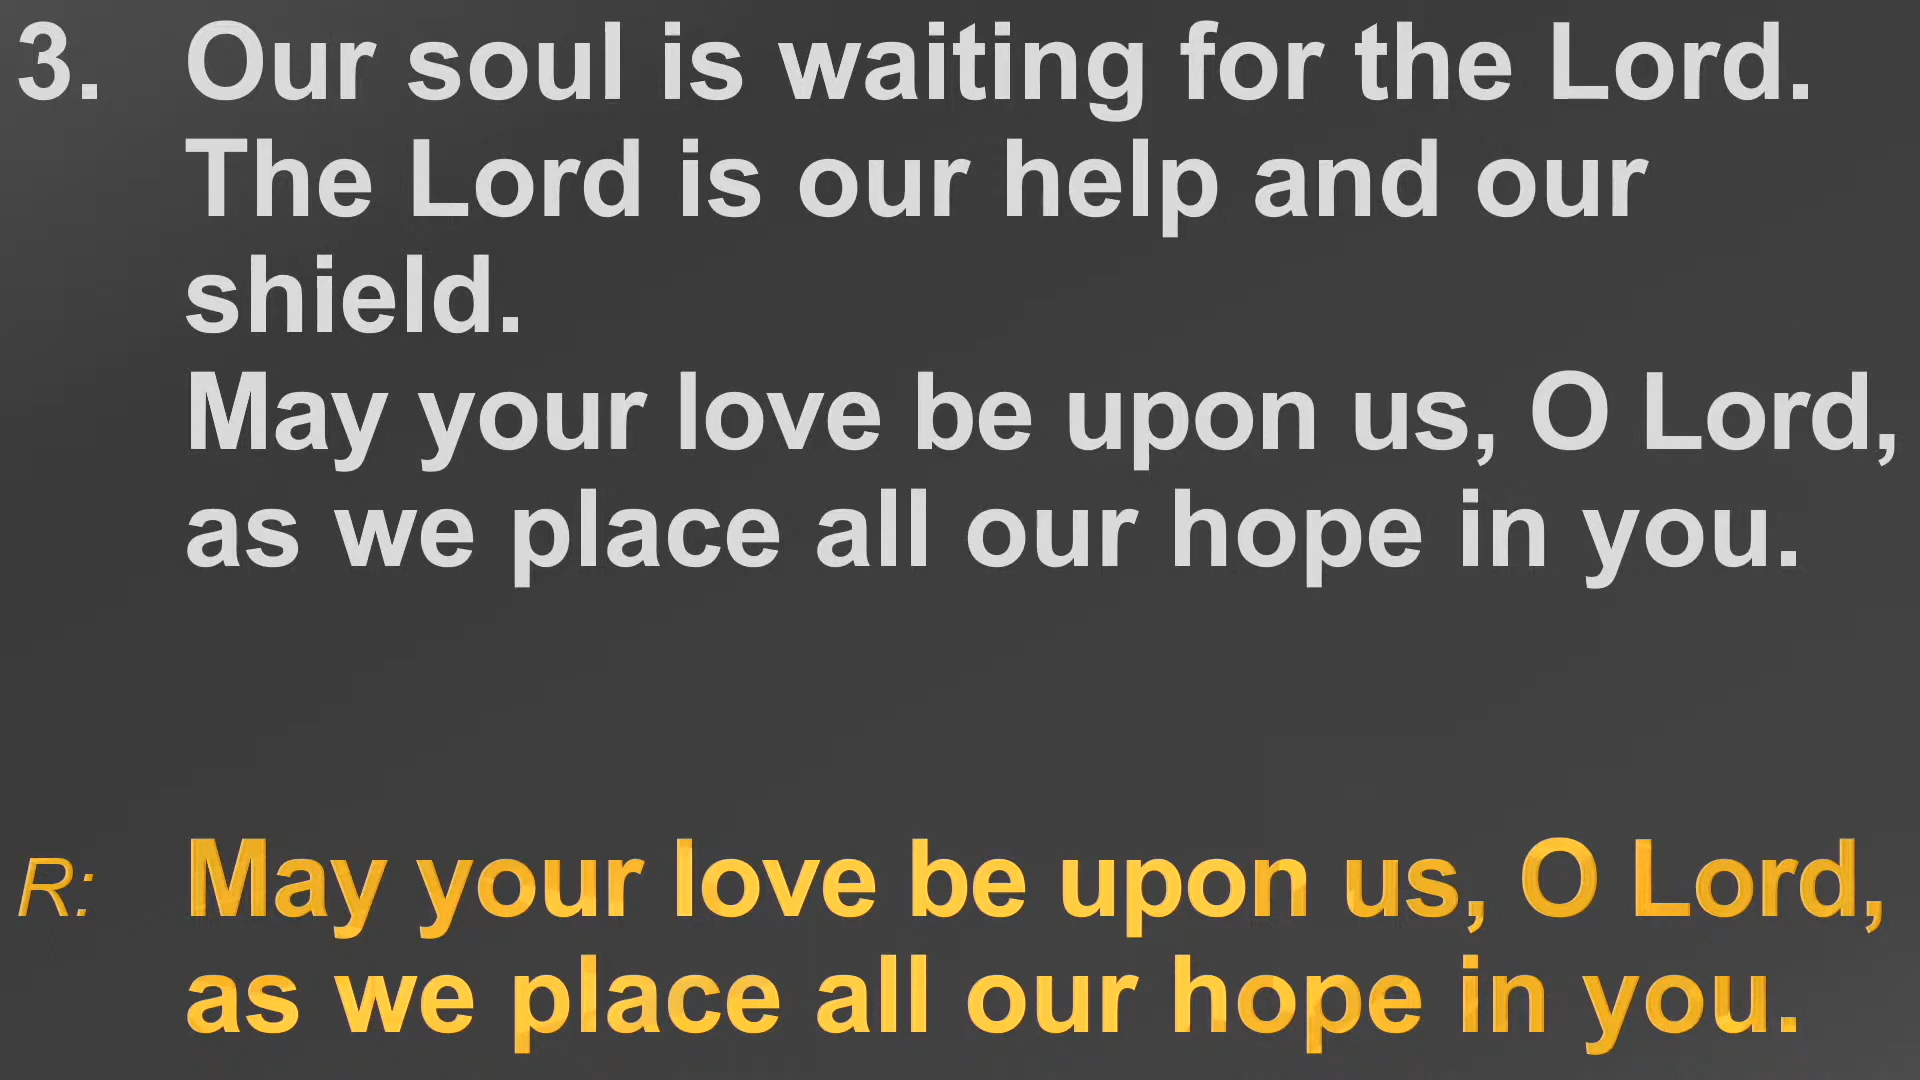 3. Our soul is waiting for the Lord.
The Lord is our help and our
shield.
May your love be upon us, O Lord,
as we place all our hope in you.
R: May your love be upon us, O Lord,
as we place all our hope in you.